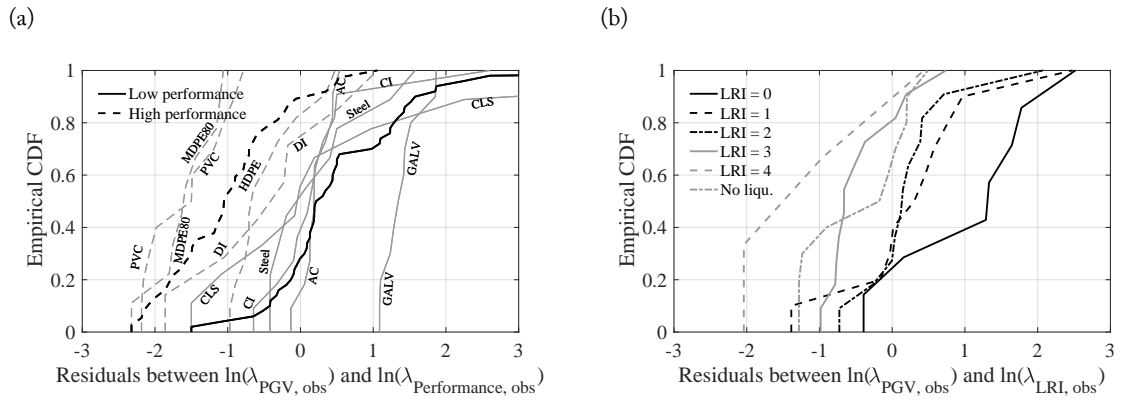 (a)
(b)
1
0.8
0.6
0.4
0.2
0
Empirical CDF
Low performance
High performance
MDPE80
PVC
HDPE
DI
AC
Steel
CI
CLS
GALV
PVC
MDPE80
DI
CLS
CI
Steel
AC
GALV
-3 -2 -1 0 1 2 3
Residuals between ln(λPGV, obs) and ln(λPerformance, obs)
1
0.8
0.6
0.4
0.2
0
Empirical CDF
LRI = 0
LRI = 1
LRI = 2
LRI = 3
LRI = 4
No liqu.
-3 -2 -1 0 1 2 3
Residuals between ln(λPGV, obs) and ln(λLRI, obs)